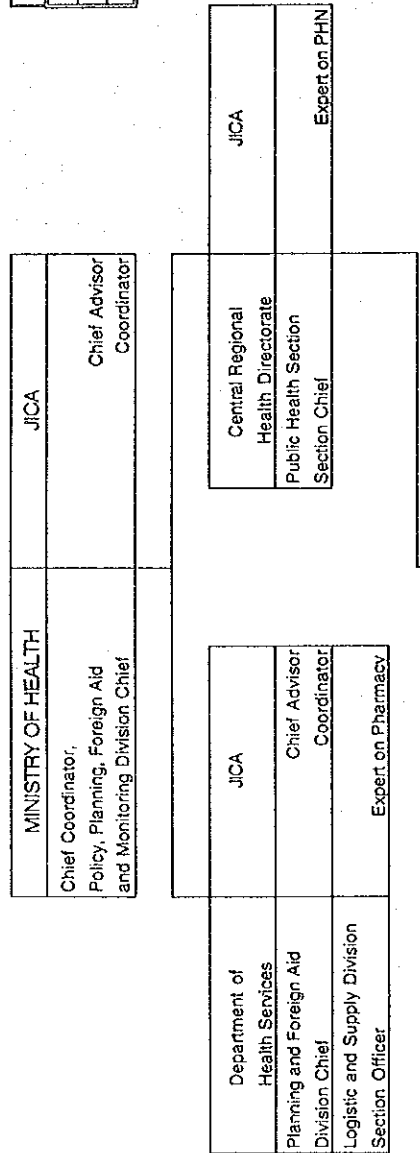 MINISTRY OF HEALTH
JICA
Chief Coordinator,
Policy, Planning, Foreign Aid
and Monitoring Division Chief
Chief Advisor
Coordinator
Department of
Health Services
JICA
Planning and Foreign Aid
Division Chief
Chief Advisor
Coordinator
Logistic and Supply Division
Section Officer
Expert on Pharmacy
Central Regional
Health Directorate
JICA
Public Health Section
Section Chief
Expert on PHN